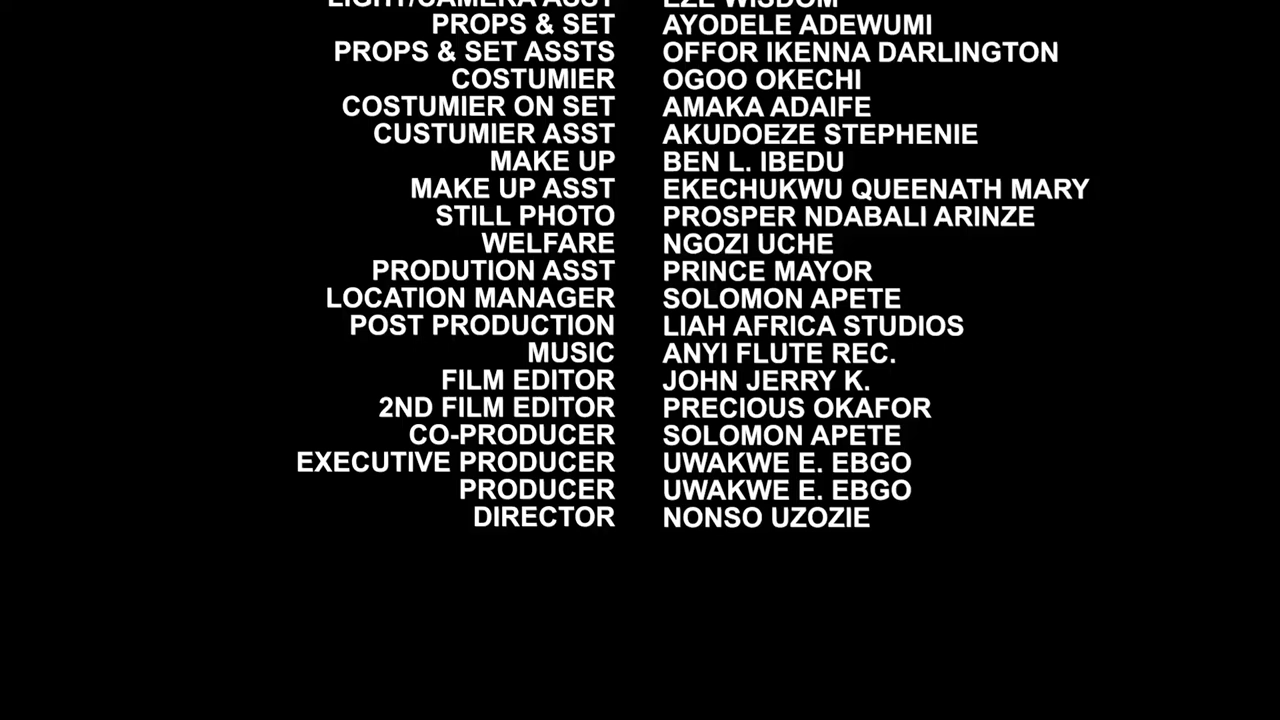 LIGHT/CAMERA ASST EZE WISDOM
PROPS & SET AYODELE ADEWUMI
PROPS & SET ASSTS OFFOR IKENNA DARLINGTON
COSTUMIER OGOO OKECHI
COSTUMIER ON SET AMAKA ADAIFE
CUSTUMIER ASST AKUDOEZE STEPHENIE
MAKE UP BEN L. IBEDU
MAKE UP ASST EKECHUKWU QUEENATH MARY
STILL PHOTO PROSPER NDABALI ARINZE
WELFARE NGOZI UCHE
PRODUTION ASST PRINCE MAYOR
LOCATION MANAGER SOLOMON APETE
POST PRODUCTION LIAH AFRICA STUDIOS
MUSIC ANYI FLUTE REC.
FILM EDITOR JOHN JERRY K.
2ND FILM EDITOR PRECIOUS OKAFOR
CO-PRODUCER SOLOMON APETE
EXECUTIVE PRODUCER UWAKWE E. EBGO
PRODUCER UWAKWE E. EBGO
DIRECTOR NONSO UZOZIE